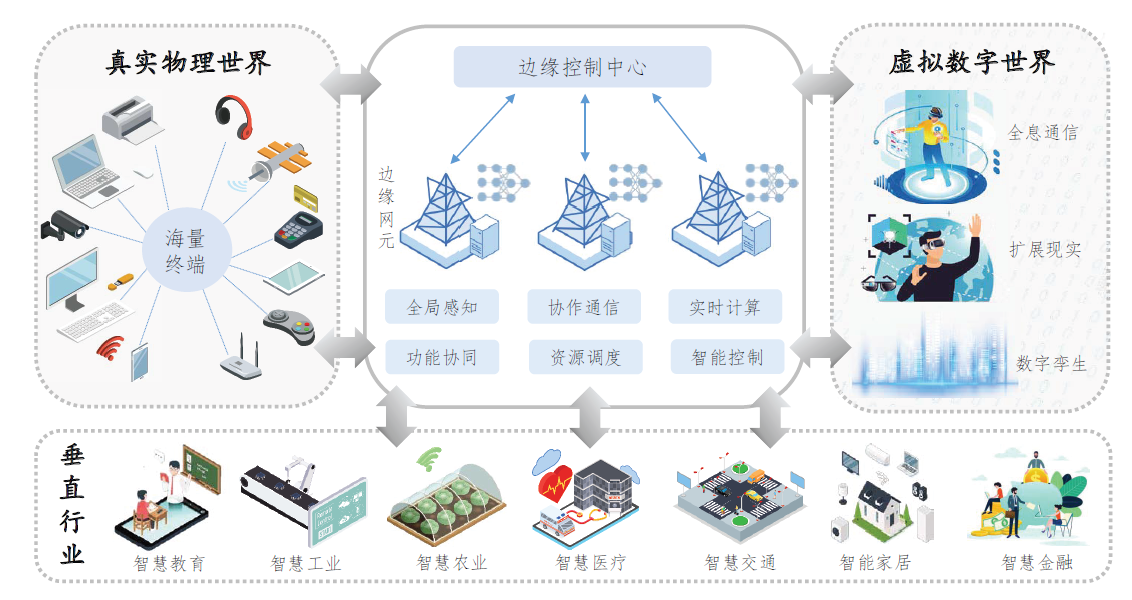 真实物理世界
海量
终端
边缘控制中心
边缘网元
全局感知
协作通信
实时计算
功能协同
资源调度
智能控制
虚拟数字世界
全息通信
扩展现实
数字孪生
垂直行业
智慧教育
智慧工业
智慧农业
智慧医疗
智慧交通
智能家居
智慧金融